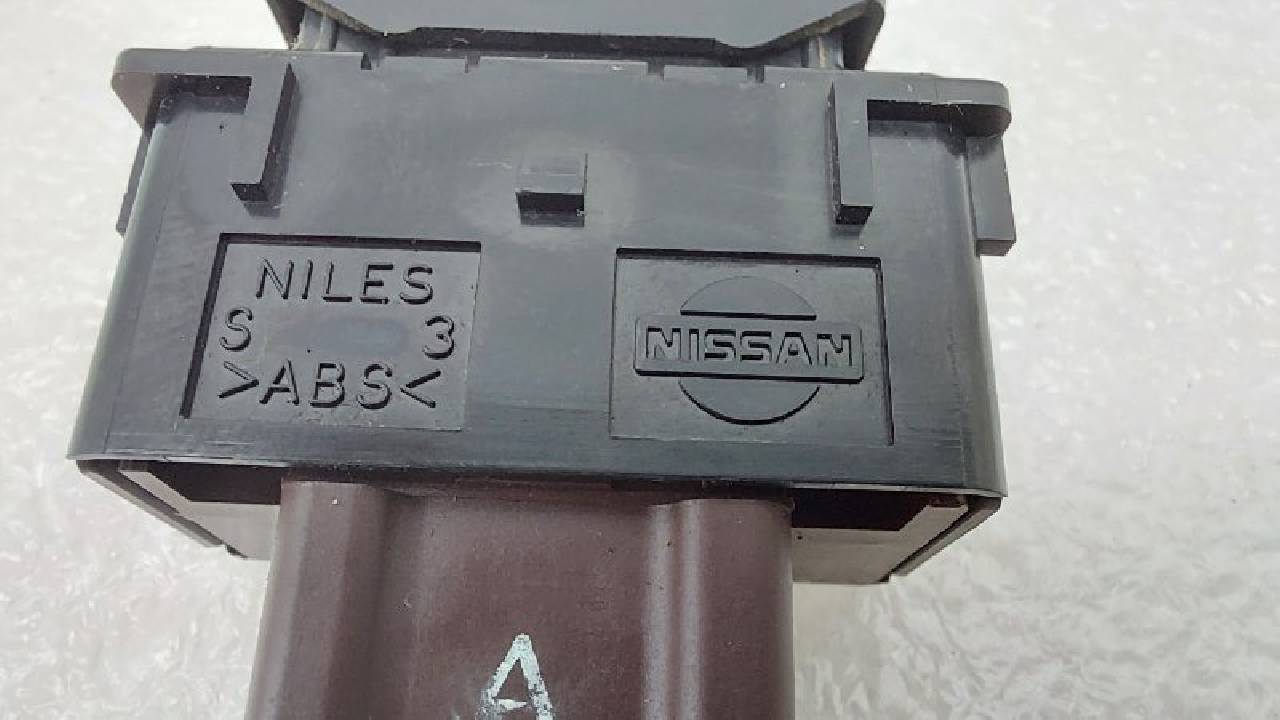 NILES
S 3
>ABS<
NISSAN
A